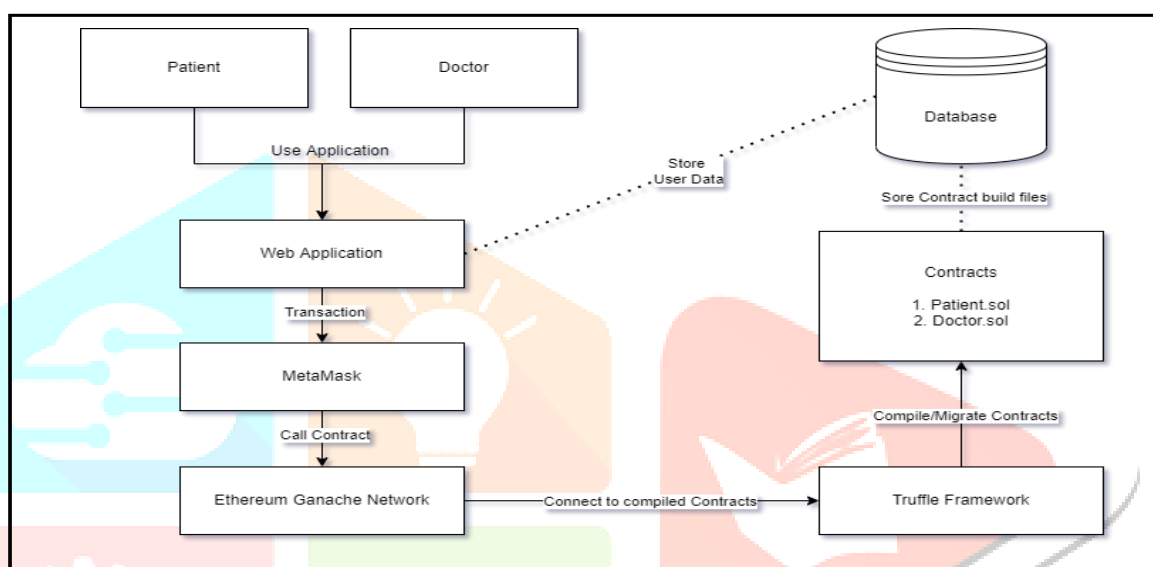 Patient
Doctor
Database
Use Application
Store
User Data
Sore Contract build files
Web Application
Contracts
1. Patient.sol
2. Doctor.sol
Transaction
MetaMask
Compile/Migrate Contracts
Call Contract
Ethereum Ganache Network
Connect to compiled Contracts
Truffle Framework